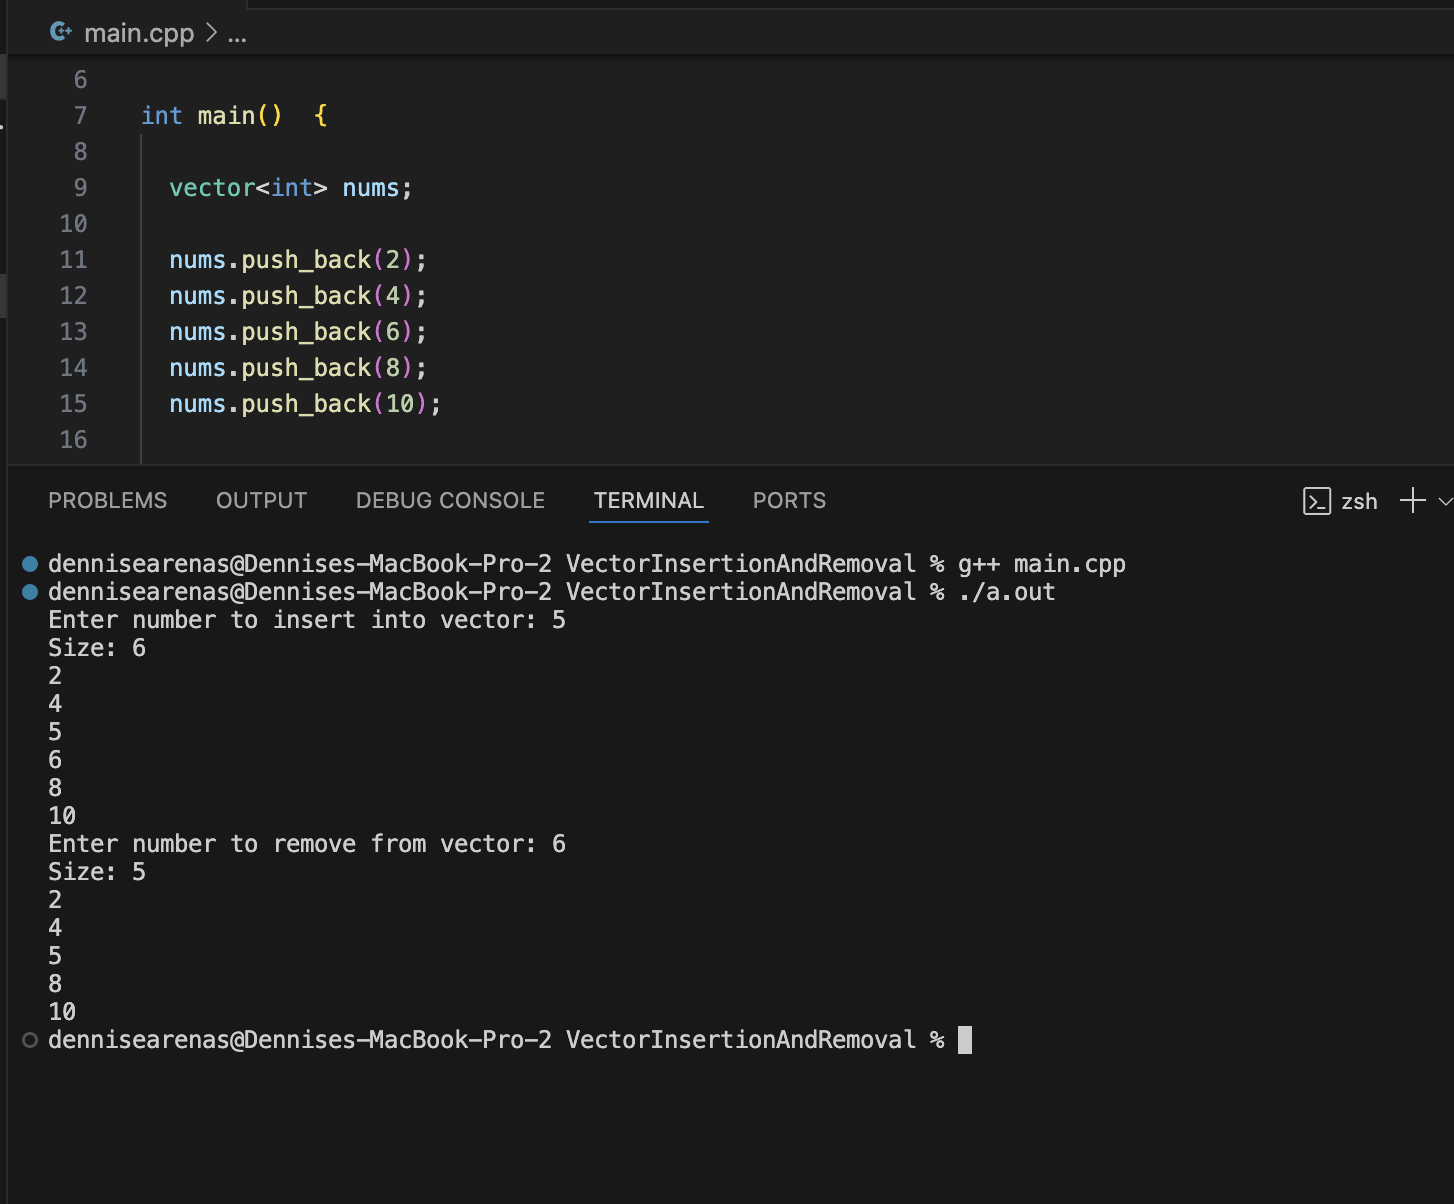 main.cpp > ...
6
7 int main()  {
8
9 vector<int> nums;
10
11 nums.push_back(2);
12 nums.push_back(4);
13 nums.push_back(6);
14 nums.push_back(8);
15 nums.push_back(10);
16
PROBLEMS OUTPUT DEBUG CONSOLE TERMINAL PORTS zsh
dennisearenas@Dennises-MacBook-Pro-2 VectorInsertionAndRemoval % g++ main.cpp
dennisearenas@Dennises-MacBook-Pro-2 VectorInsertionAndRemoval % ./a.out
Enter number to insert into vector: 5
Size: 6
2
4
5
6
8
10
Enter number to remove from vector: 6
Size: 5
2
4
5
8
10
dennisearenas@Dennises-MacBook-Pro-2 VectorInsertionAndRemoval %